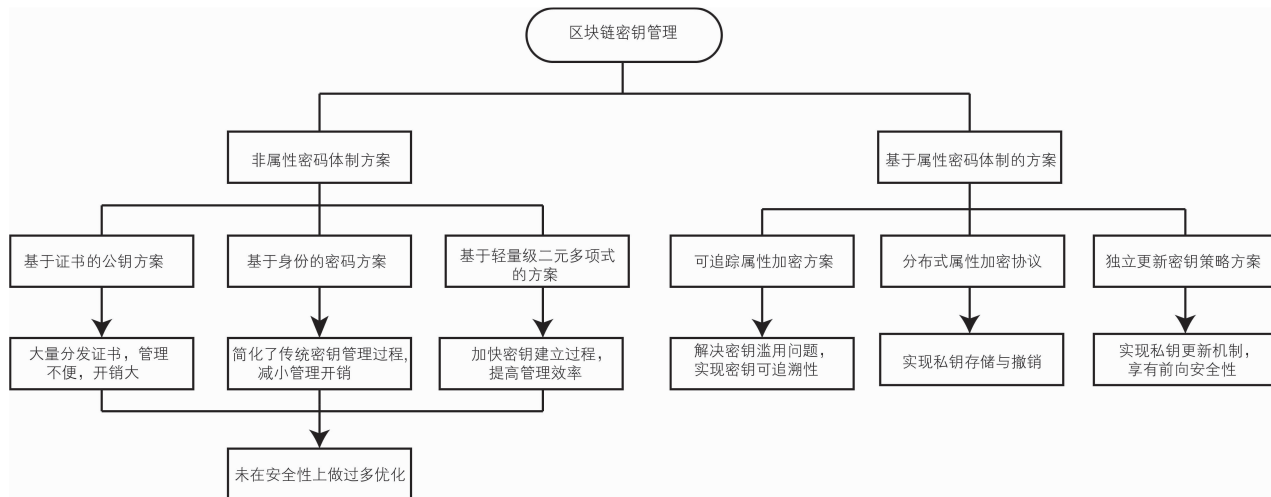 区块链密钥管理
非属性密码体制方案
基于属性密码体制的方案
基于证书的公钥方案
基于身份的密码方案
基于轻量级二元多项式
的方案
可追踪属性加密方案
分布式属性加密协议
独立更新密钥策略方案
大量分发证书，管理
不便，开销大
简化了传统密钥管理过程,
减小管理开销
加快密钥建立过程，
提高管理效率
解决密钥滥用问题，
实现密钥可追溯性
实现私钥存储与撤销
实现私钥更新机制，
享有前向安全性
未在安全性上做过多优化